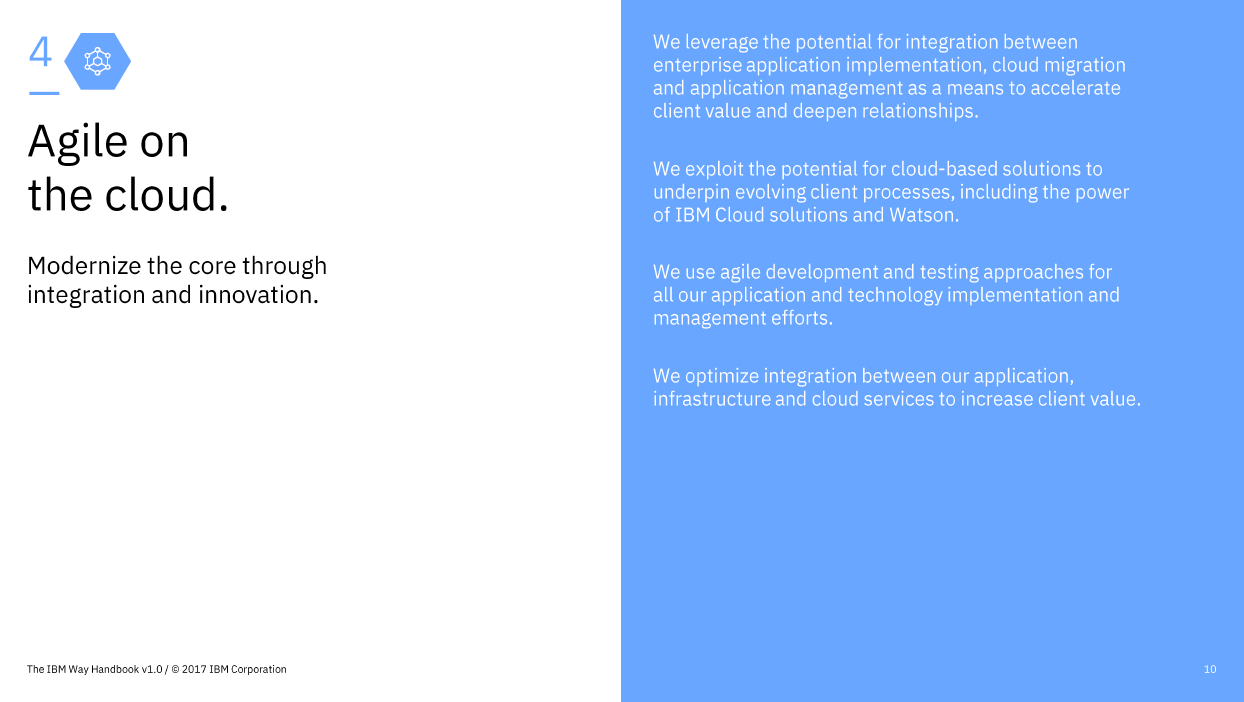 4
Agile on
the cloud.
Modernize the core through
integration and innovation.
We leverage the potential for integration between
enterprise application implementation, cloud migration
and application management as a means to accelerate
client value and deepen relationships.
We exploit the potential for cloud-based solutions to
underpin evolving client processes, including the power
of IBM Cloud solutions and Watson.
We use agile development and testing approaches for
all our application and technology implementation and
management efforts.
We optimize integration between our application,
infrastructure and cloud services to increase client value.
The IBM Way Handbook v1.0 / © 2017 IBM Corporation
10